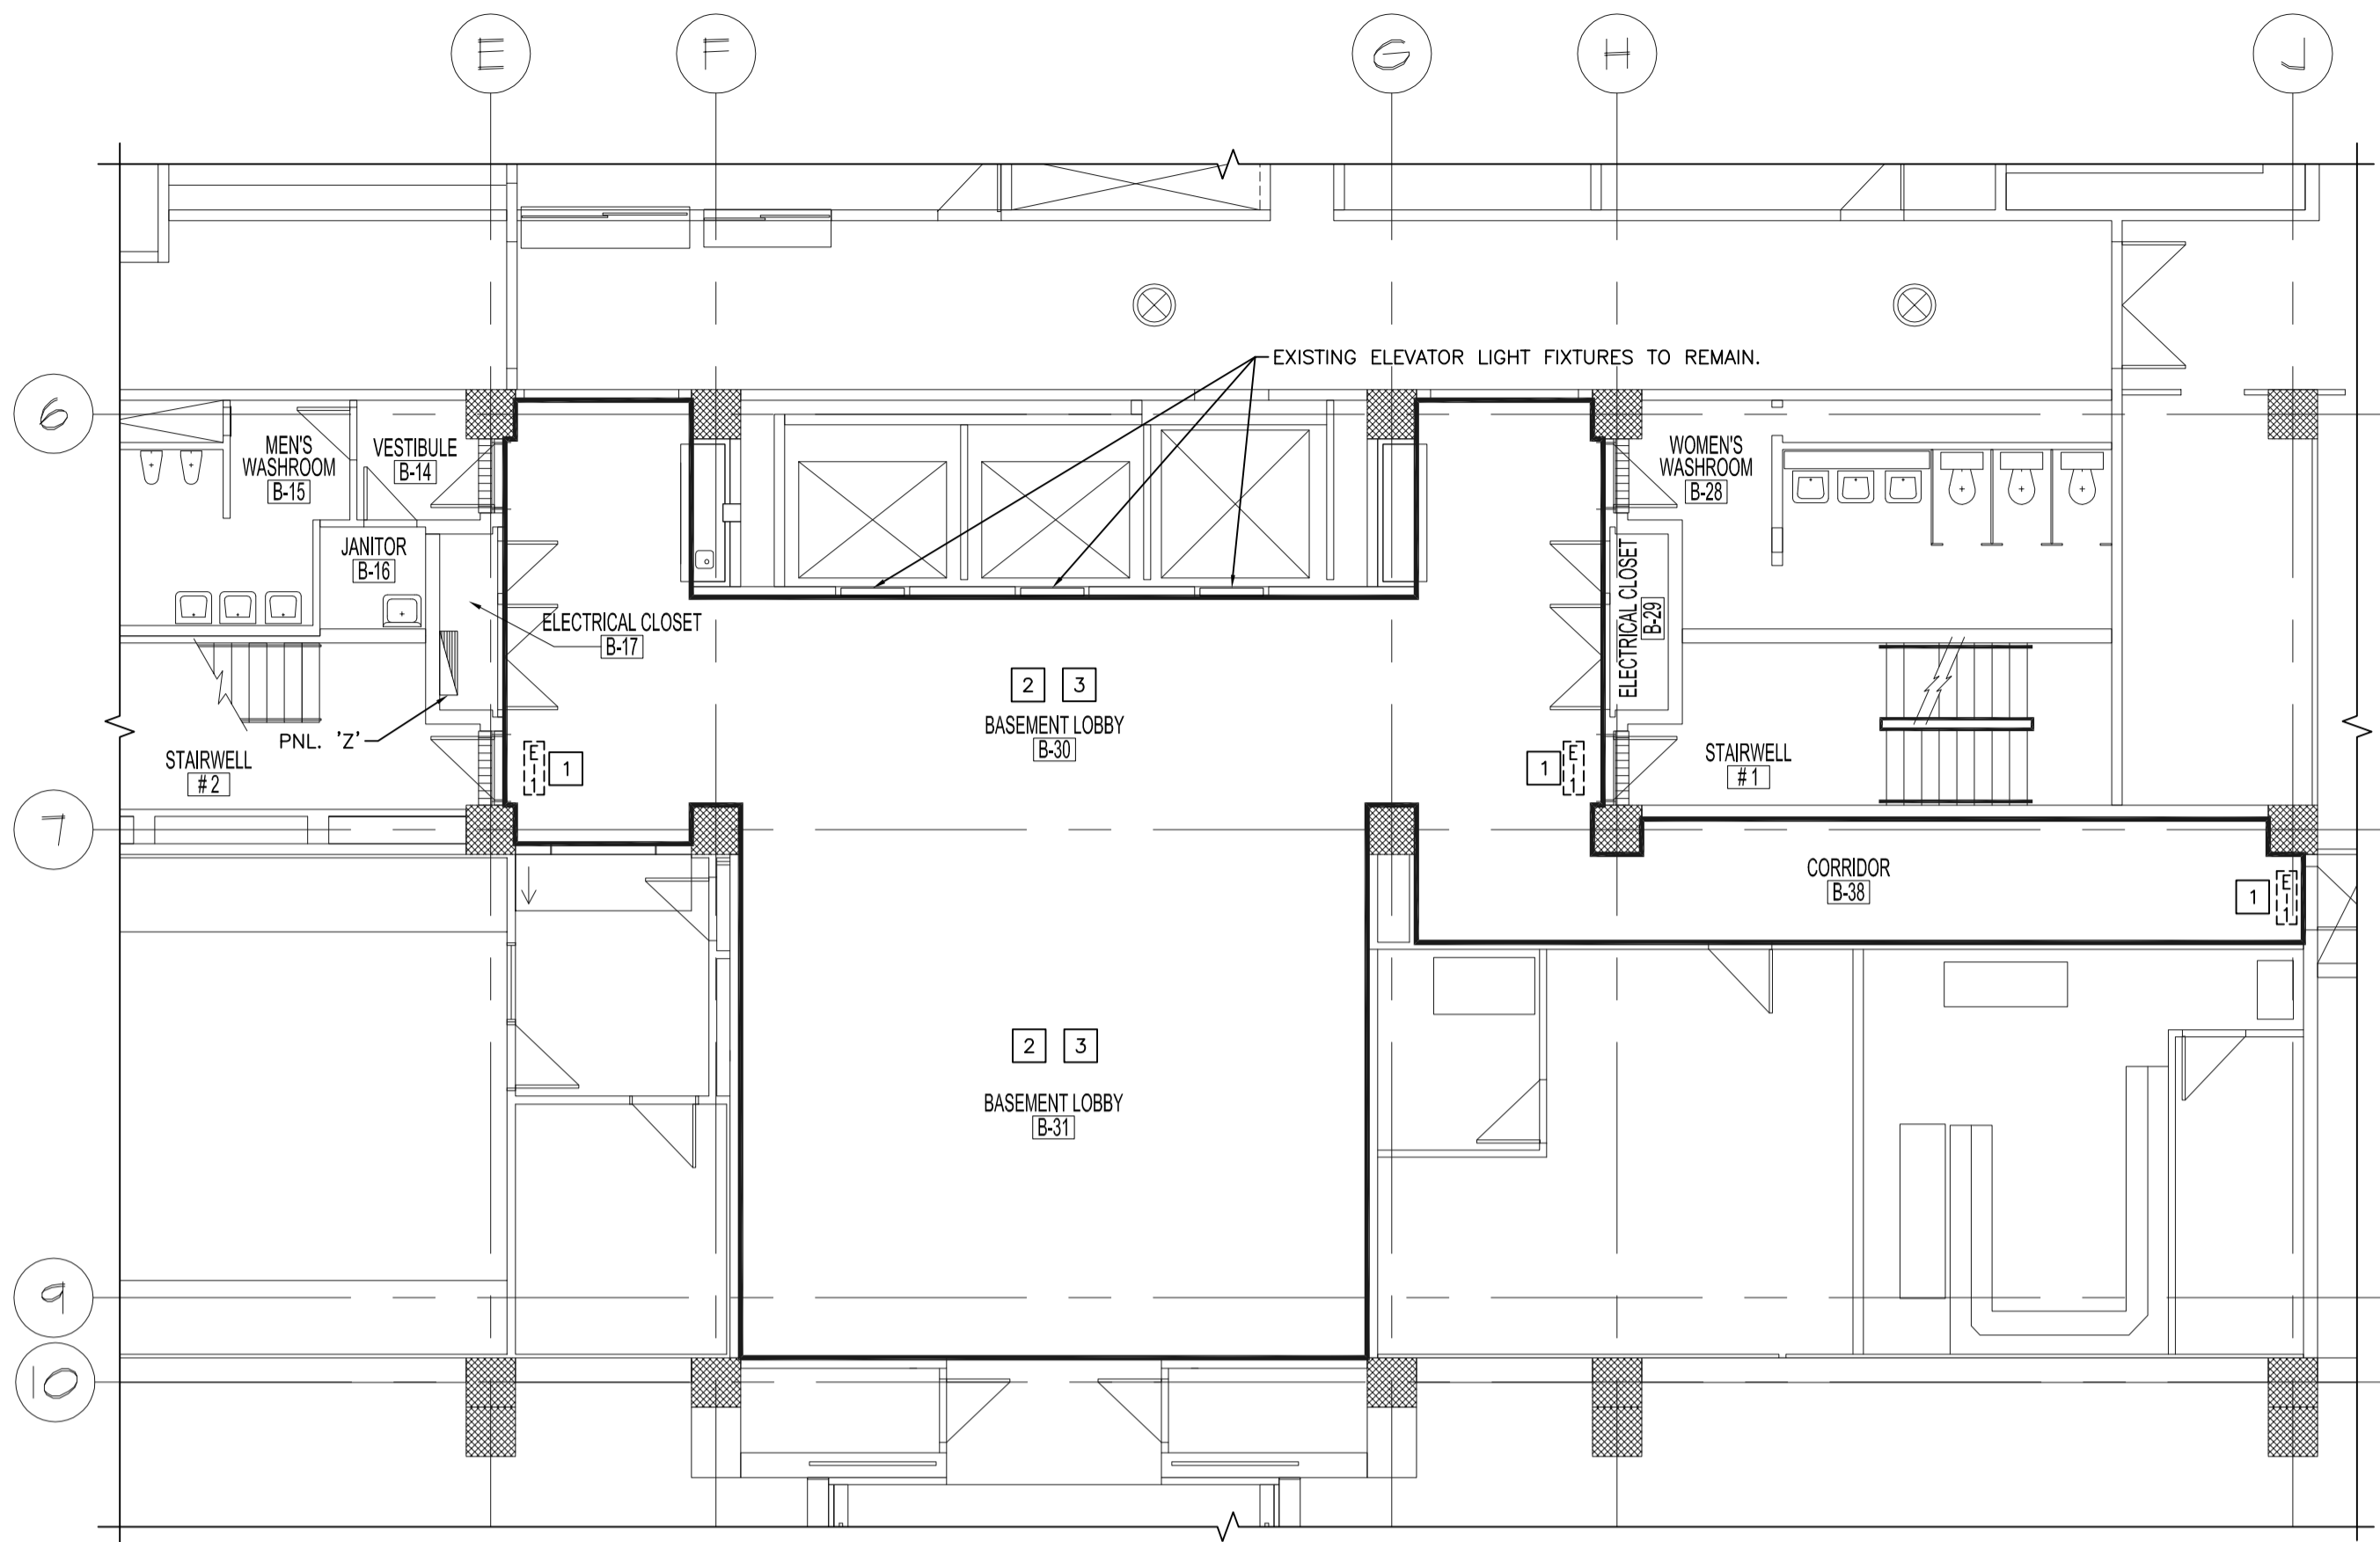 E
F
G
H
J
EXISTING ELEVATOR LIGHT FIXTURES TO REMAIN.
6
MEN'S
WASHROOM
B-15
VESTIBULE
B-14
WOMEN'S
WASHROOM
B-28
JANITOR
B-16
ELECTRICAL CLOSET
B-17
ELECTRICAL CLOSET
B-29
2 3
BASEMENT LOBBY
B-30
PNL. 'Z'
STAIRWELL
#2
E
1
1
1
E
1
STAIRWELL
#1
7
CORRIDOR
B-38
1
E
1
2 3
BASEMENT LOBBY
B-31
9
10